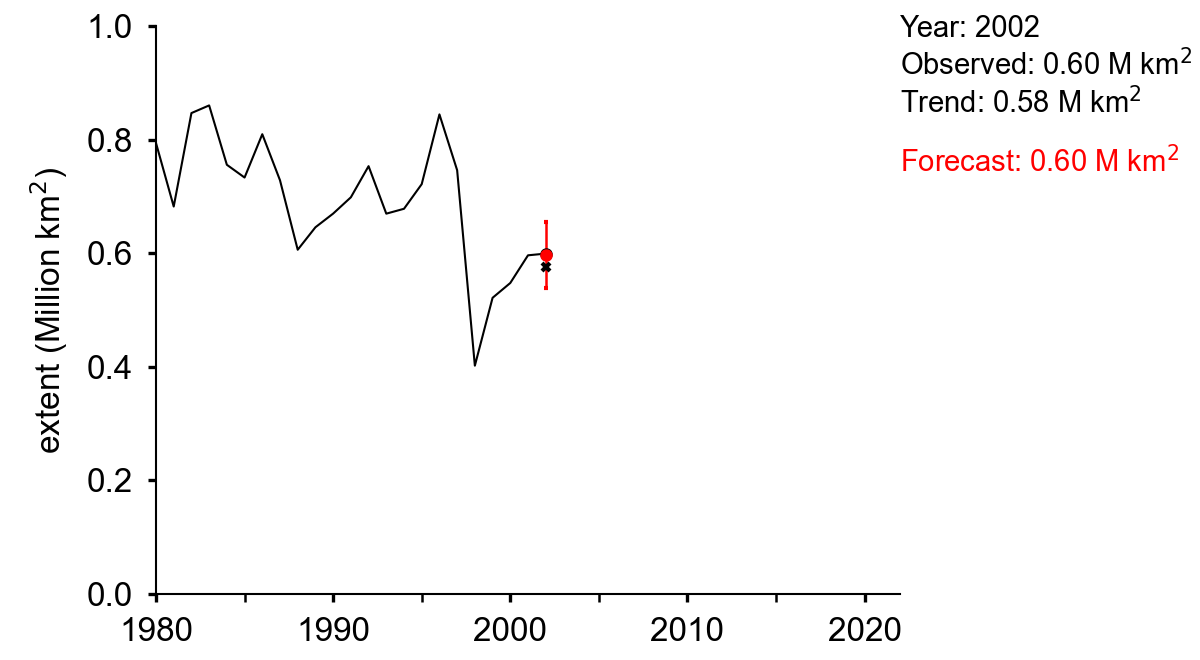 Year: 2002
Observed: 0.60 M km²
Trend: 0.58 M km²
Forecast: 0.60 M km²
extent (Million km²)
1.0
0.8
0.6
0.4
0.2
0.0
1980 1990 2000 2010 2020